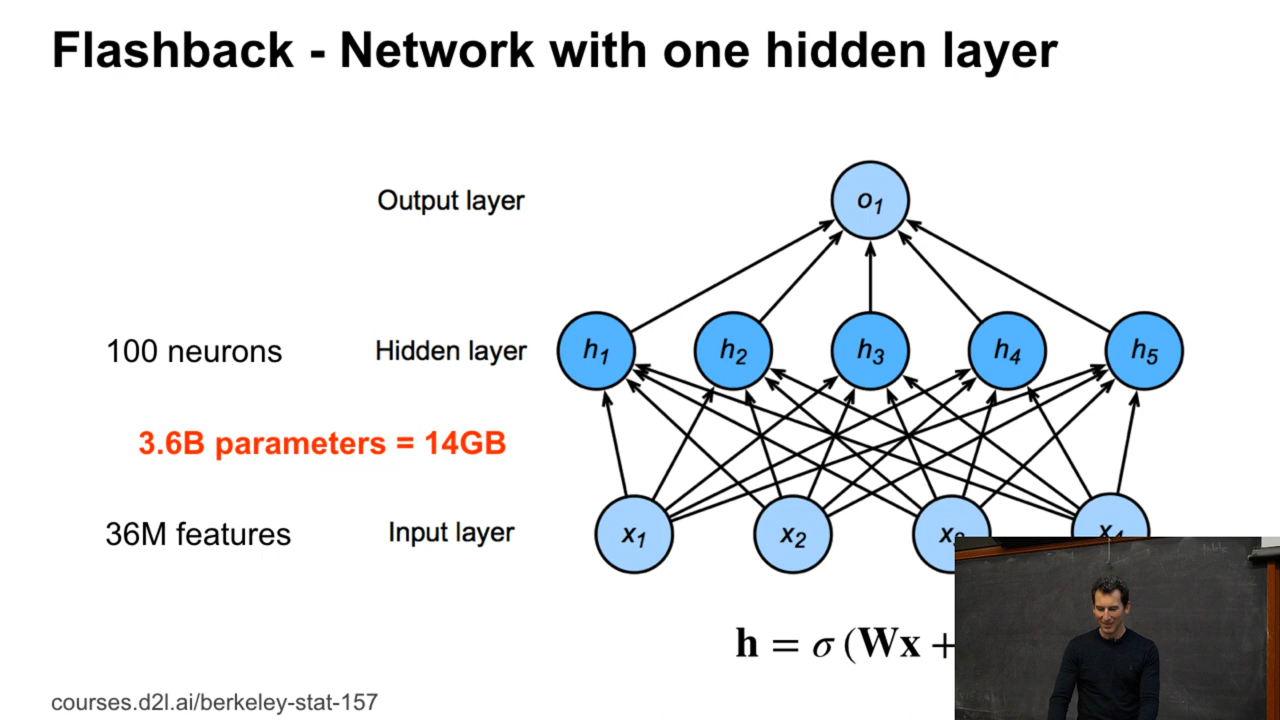 Flashback - Network with one hidden layer
Output layer
o1
100 neurons
Hidden layer
h1 h2 h3 h4 h5
3.6B parameters = 14GB
36M features
Input layer
x1 x2
h = σ (Wx +
courses.d2l.ai/berkeley-stat-157